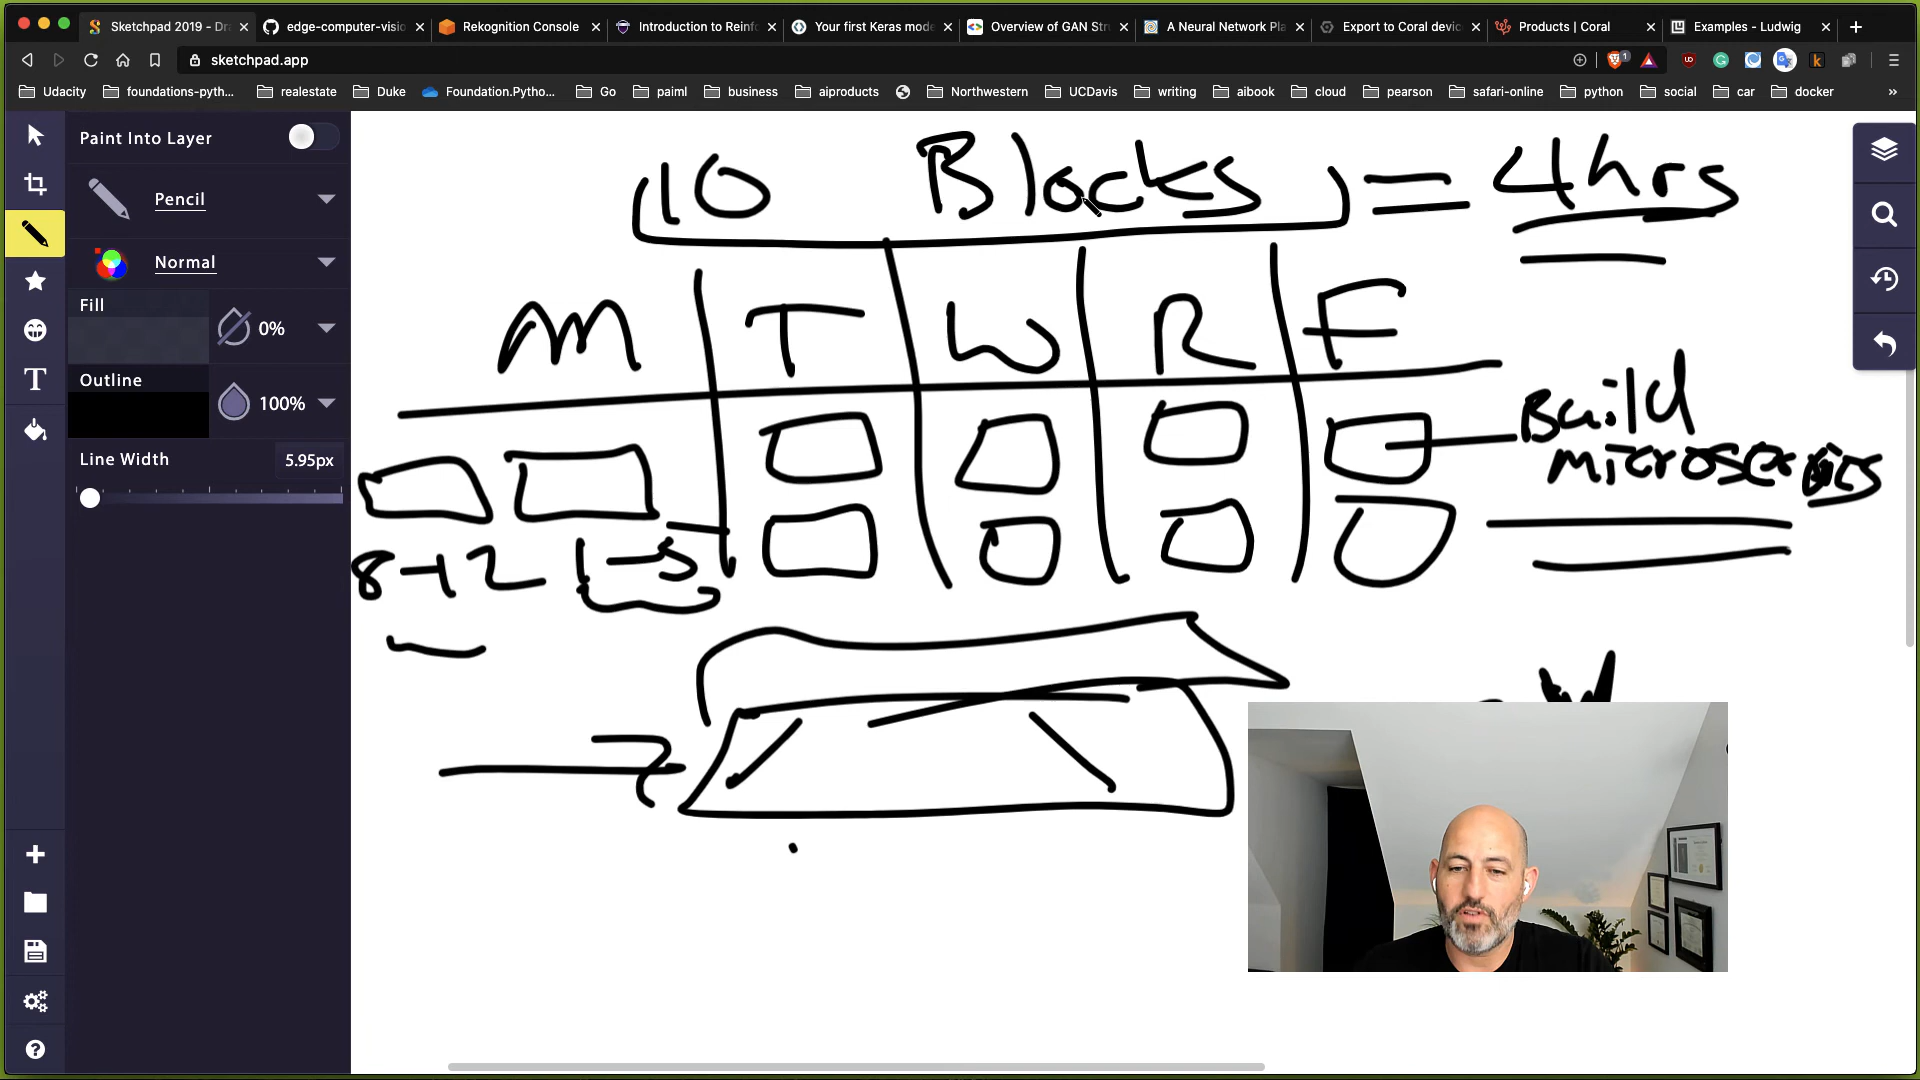 Sketchpad 2019 - Dr
edge-computer-visio
Rekognition Console
Introduction to Reinf
Your first Keras mode
Overview of GAN Str
A Neural Network Pla
Export to Coral devic
Products | Coral
Examples - Ludwig
sketchpad.app
1
Udacity
foundations-pyth...
realestate
Duke
Foundation.Pytho...
Go
paiml
business
aiproducts
Northwestern
UCDavis
writing
aibook
cloud
pearson
safari-online
python
social
car
docker
»
Paint Into Layer
Pencil
Normal
Fill
0%
Outline
100%
Line Width
5.95px
10 Blocks = 4hrs
M T W R F
Build
8-12 1-5